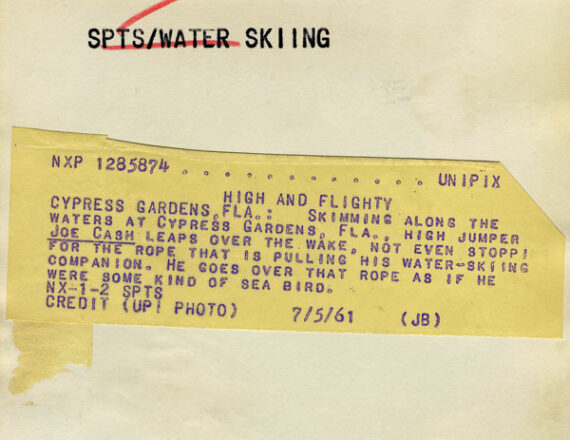 SPTS/WATER SKIING
NXP 1285874 . . . . . . . . . . . . UNIPIX
HIGH AND FLIGHTY
CYPRESS GARDENS, FLA.: SKIMMING ALONG THE
WATERS AT CYPRESS GARDENS, FLA., HIGH JUMPER
JOE CASH LEAPS OVER THE WAKE, NOT EVEN STOPPI
FOR THE ROPE THAT IS PULLING HIS WATER-SKIING
COMPANION. HE GOES OVER THAT ROPE AS IF HE
WERE SOME KIND OF SEA BIRD.
NX-1-2 SPTS
CREDIT (UPI PHOTO) 7/5/61 (JB)